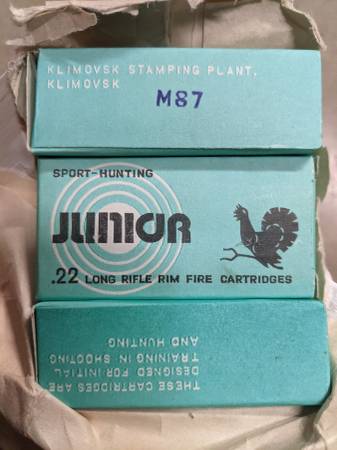 KLIMOVSK STAMPING PLANT,
KLIMOVSK
M87
SPORT-HUNTING
JUNIOR
.22 LONG RIFLE RIM FIRE CARTRIDGES
THESE CARTRIDGES ARE
DESIGNED FOR INITIAL
TRAINING IN SHOOTING
AND HUNTING